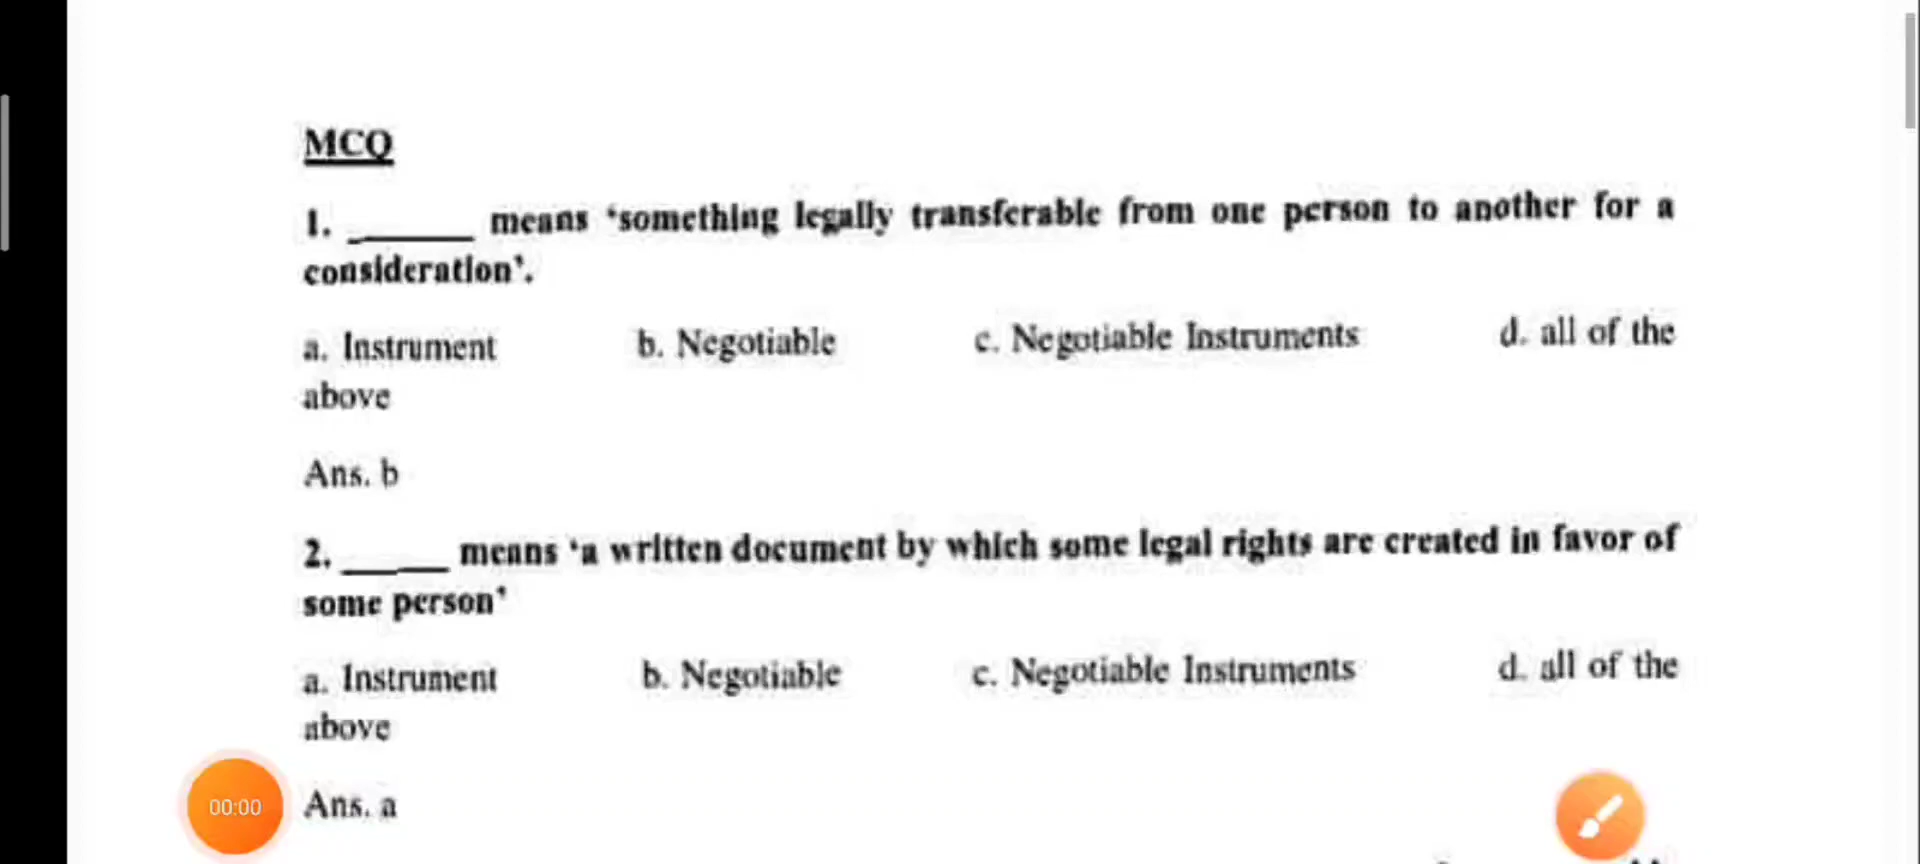 MCQ
1. ______ means ‘something legally transferable from one person to another for a
consideration’.
a. Instrument b. Negotiable c. Negotiable Instruments d. all of the
above
Ans. b
2. _____ means ‘a written document by which some legal rights are created in favor of
some person’
a. Instrument b. Negotiable c. Negotiable Instruments d. all of the
above
00:00 Ans. a